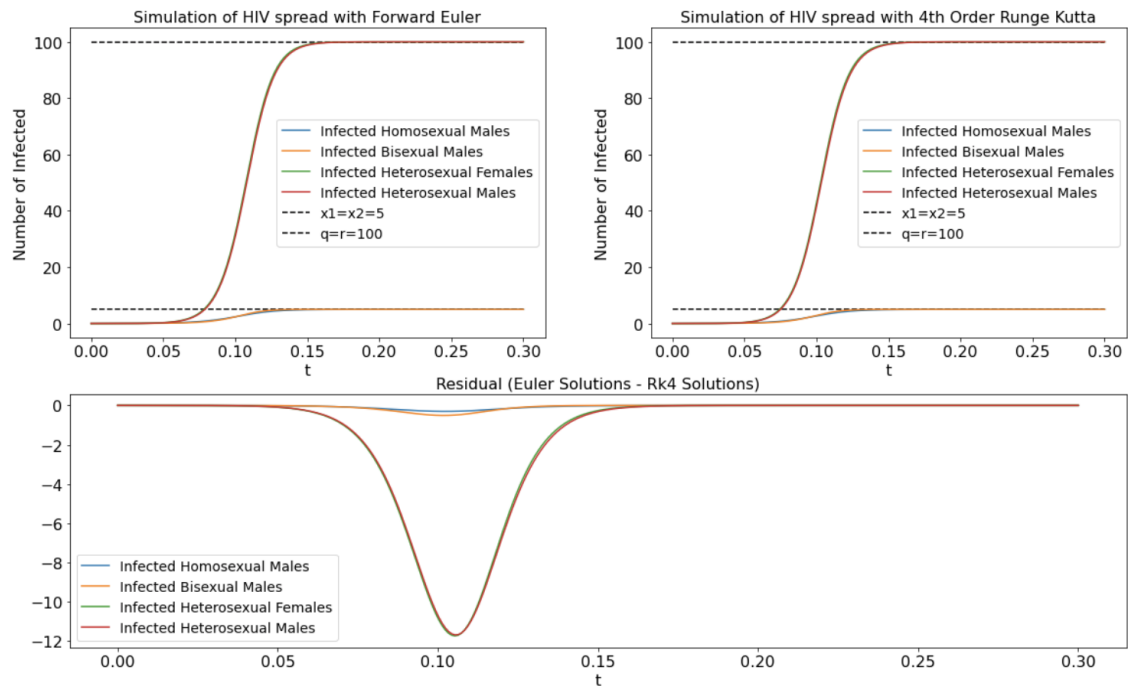 Simulation of HIV spread with Forward Euler
Number of Infected
100
80
60
40
20
0
Infected Homosexual Males
Infected Bisexual Males
Infected Heterosexual Females
Infected Heterosexual Males
x1=x2=5
q=r=100
0.00 0.05 0.10 0.15 0.20 0.25 0.30
t
Simulation of HIV spread with 4th Order Runge Kutta
Number of Infected
100
80
60
40
20
0
Infected Homosexual Males
Infected Bisexual Males
Infected Heterosexual Females
Infected Heterosexual Males
x1=x2=5
q=r=100
0.00 0.05 0.10 0.15 0.20 0.25 0.30
t
Residual (Euler Solutions - Rk4 Solutions)
0
−2
−4
−6
−8
−10
−12
Infected Homosexual Males
Infected Bisexual Males
Infected Heterosexual Females
Infected Heterosexual Males
0.00 0.05 0.10 0.15 0.20 0.25 0.30
t